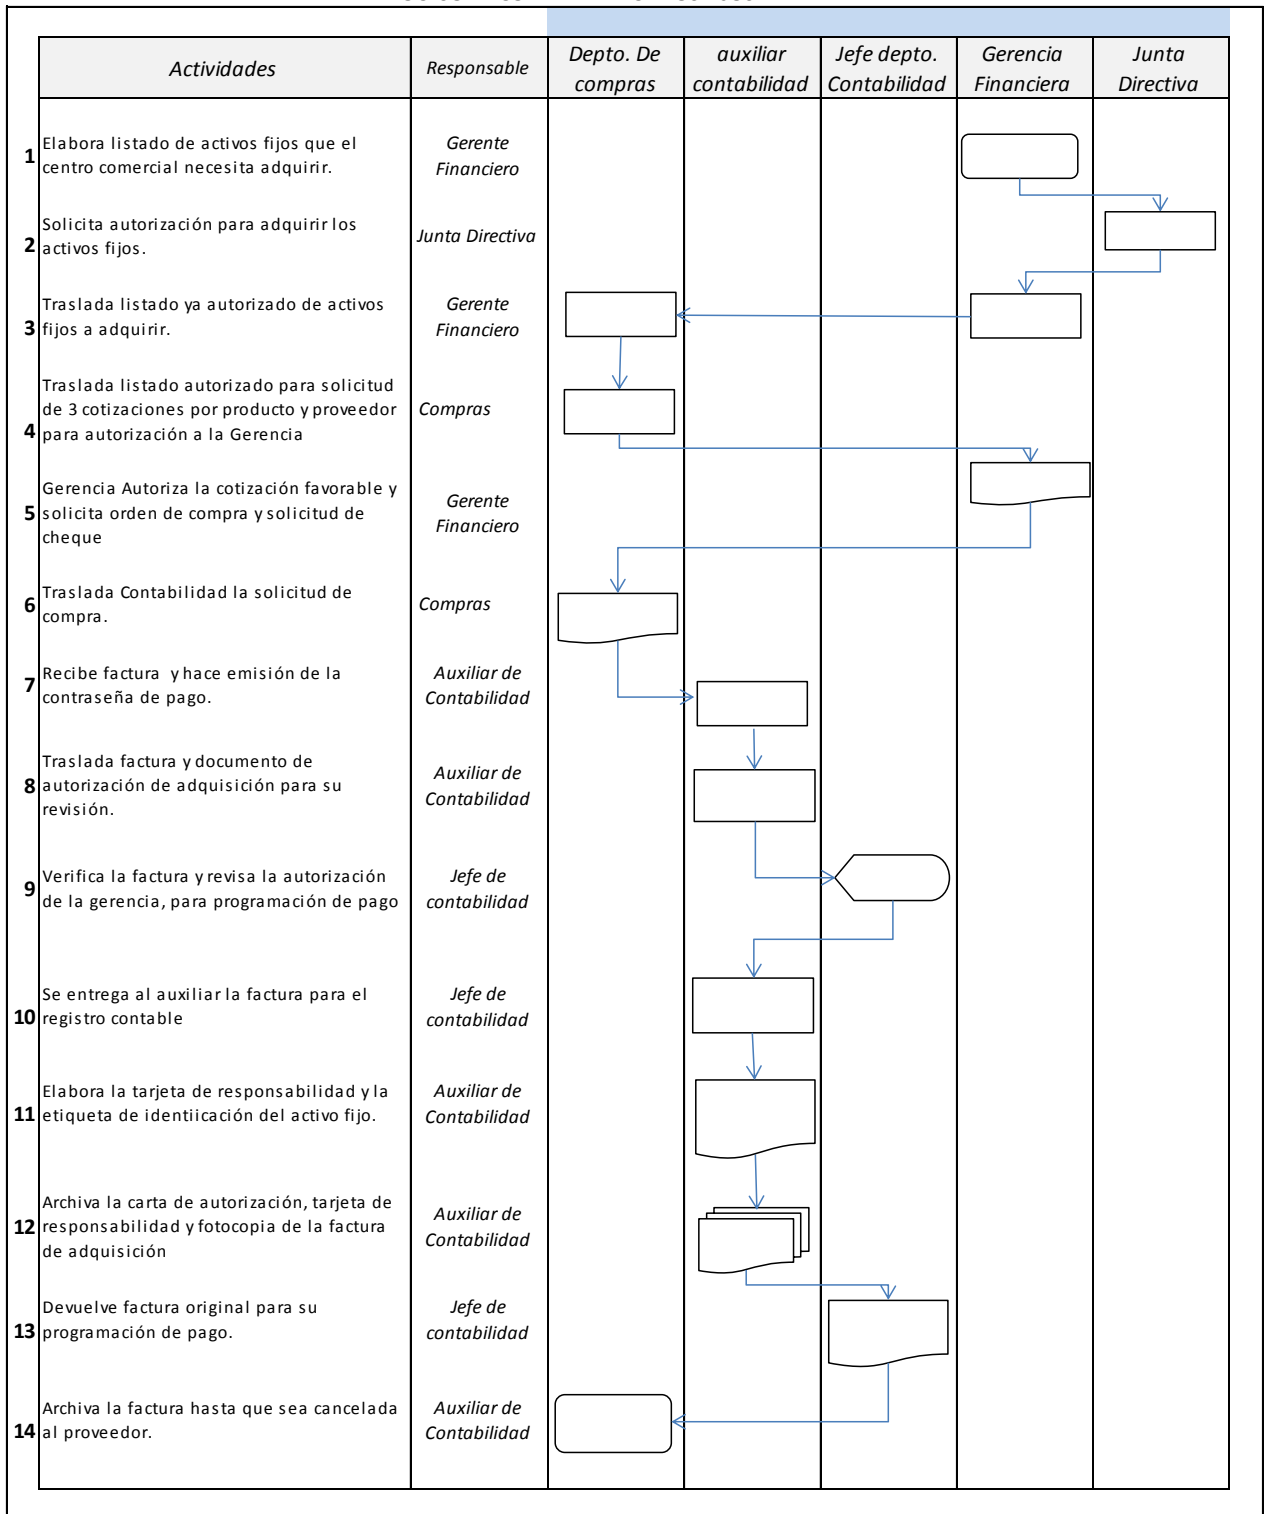 Actividades
Responsable
Depto. De
compras
auxiliar
contabilidad
Jefe depto.
Contabilidad
Gerencia
Financiera
Junta
Directiva
1
Elabora listado de activos fijos que el
centro comercial necesita adquirir.
Gerente
Financiero
2
Solicita autorización para adquirir los
activos fijos.
Junta Directiva
3
Traslada listado ya autorizado de activos
fijos a adquirir.
Gerente
Financiero
4
Traslada listado autorizado para solicitud
de 3 cotizaciones por producto y proveedor
para autorización a la Gerencia
Compras
5
Gerencia Autoriza la cotización favorable y
solicita orden de compra y solicitud de
cheque
Gerente
Financiero
6
Traslada Contabilidad la solicitud de
compra.
Compras
7
Recibe factura y hace emisión de la
contraseña de pago.
Auxiliar de
Contabilidad
8
Traslada factura y documento de
autorización de adquisición para su
revisión.
Auxiliar de
Contabilidad
9
Verifica la factura y revisa la autorización
de la gerencia, para programación de pago
Jefe de
contabilidad
10
Se entrega al auxiliar la factura para el
registro contable
Jefe de
contabilidad
11
Elabora la tarjeta de responsabilidad y la
etiqueta de identiicación del activo fijo.
Auxiliar de
Contabilidad
12
Archiva la carta de autorización, tarjeta de
responsabilidad y fotocopia de la factura
de adquisición
Auxiliar de
Contabilidad
13
Devuelve factura original para su
programación de pago.
Jefe de
contabilidad
14
Archiva la factura hasta que sea cancelada
al proveedor.
Auxiliar de
Contabilidad